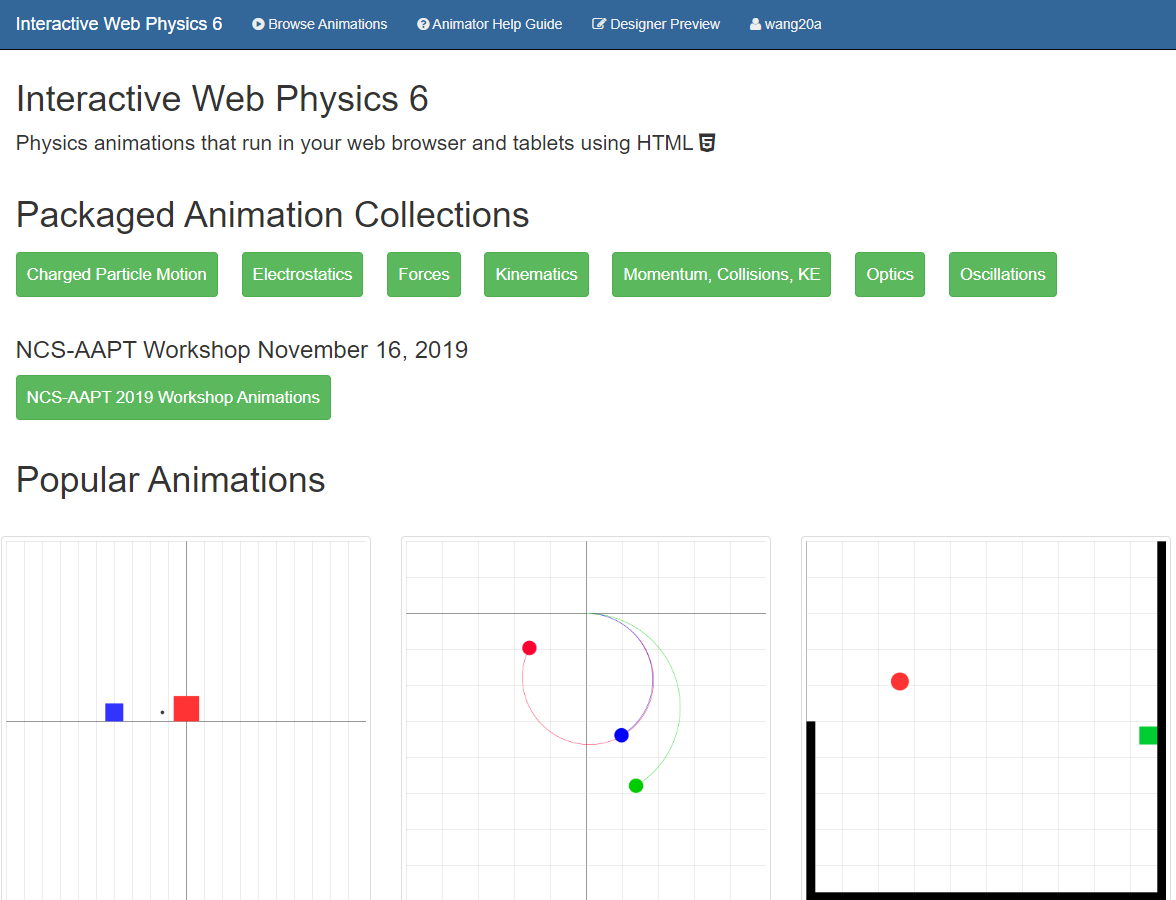 Interactive Web Physics 6 Browse Animations Animator Help Guide Designer Preview wang20a
Interactive Web Physics 6
Physics animations that run in your web browser and tablets using HTML 5
Packaged Animation Collections
Charged Particle Motion Electrostatics Forces Kinematics Momentum, Collisions, KE Optics Oscillations
NCS-AAPT Workshop November 16, 2019
NCS-AAPT 2019 Workshop Animations
Popular Animations